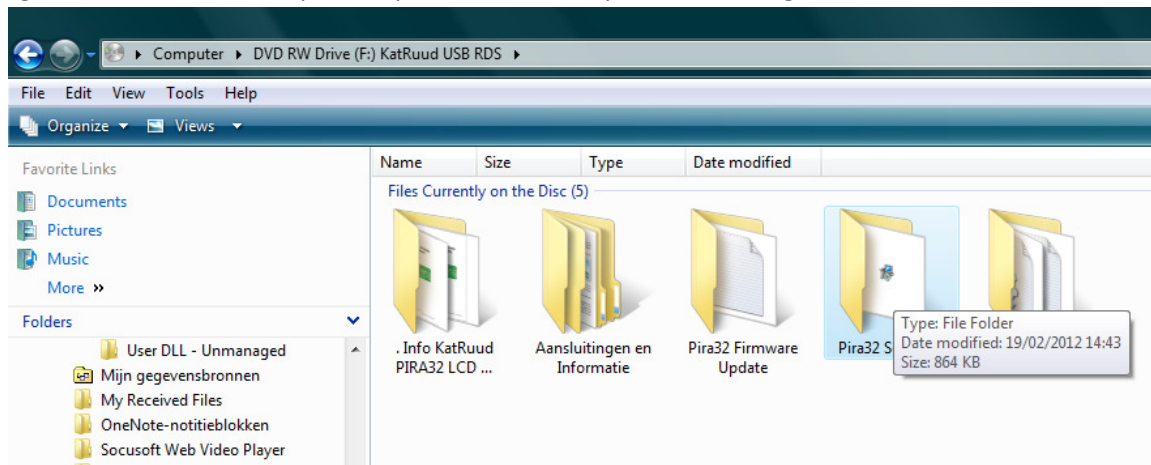 Computer DVD RW Drive (F:) KatRuud USB RDS
File Edit View Tools Help
Organize Views
Favorite Links
Documents
Pictures
Music
More »
Folders
User DLL - Unmanaged
Mijn gegevensbronnen
My Received Files
OneNote-notitieblokken
Socusoft Web Video Player
Name Size Type Date modified
Files Currently on the Disc (5)
. Info KatRuud
PIRA32 LCD ...
Aansluitingen en
Informatie
Pira32 Firmware
Update
Pira32 S
Type: File Folder
Date modified: 19/02/2012 14:43
Size: 864 KB